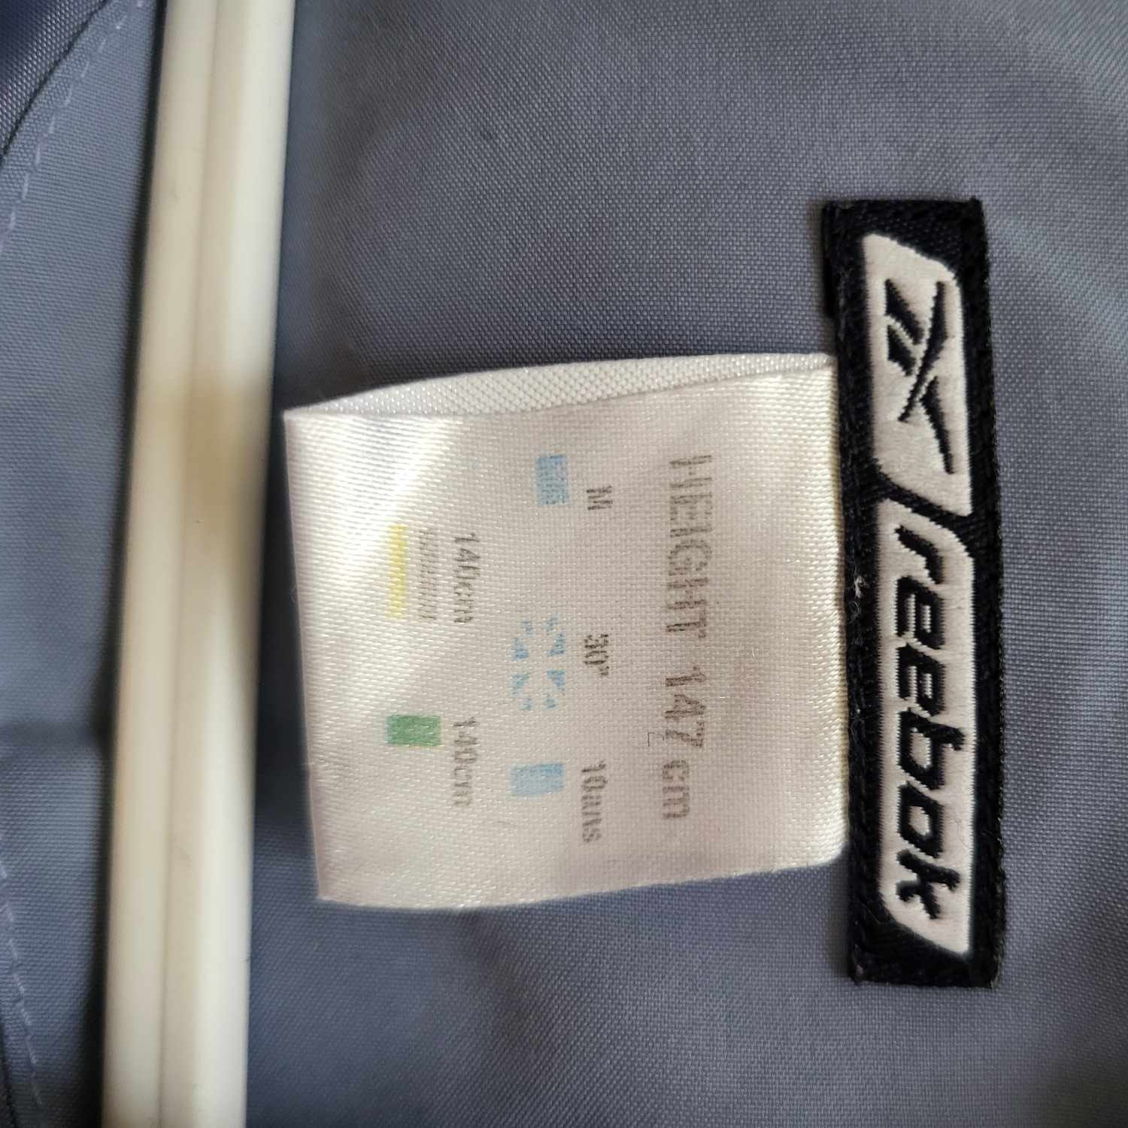 reebok
HEIGHT 147 cm
M 30" 10ans
140cm 140cm